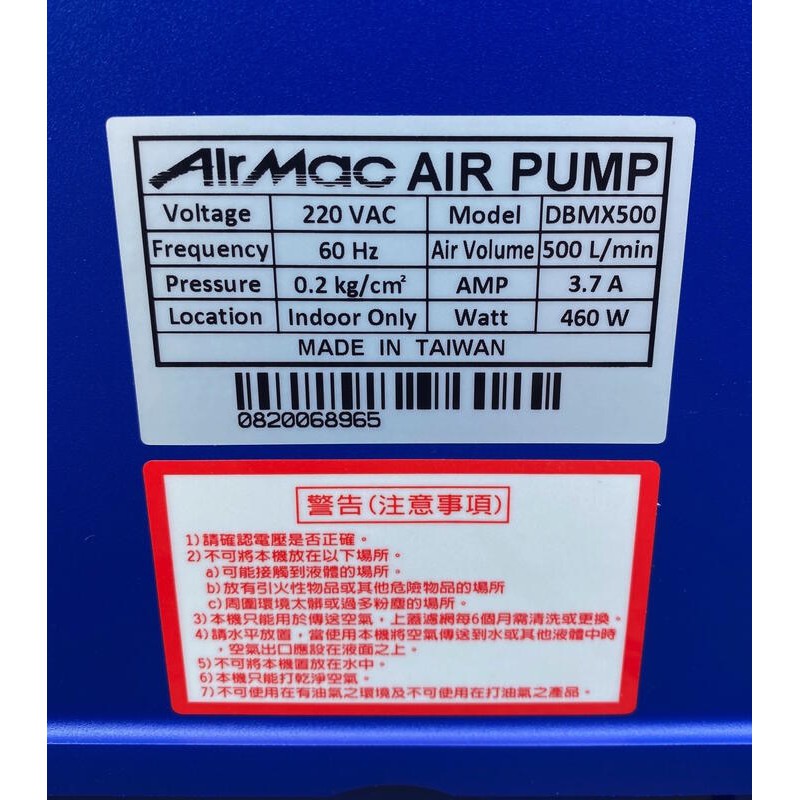 AIrMac AIR PUMP
Voltage 220 VAC Model DBMX500
Frequency 60 Hz Air Volume 500 L/min
Pressure 0.2 kg/cm² AMP 3.7 A
Location Indoor Only Watt 460 W
MADE IN TAIWAN
0820068965
警告(注意事項)
1)請確認電壓是否正確。
2)不可將本機放在以下場所。
a)可能接觸到液體的場所。
b)放有引火性物品或其他危險物品的場所
c)周圍環境太髒或過多粉塵的場所。
3)本機只能用於傳送空氣,上蓋濾網每6個月需清洗或更換。
4)請水平放置,當使用本機將空氣傳送到水或其他液體中時
,空氣出口應設在液面之上。
5)不可將本機置放在水中。
6)本機只能打乾淨空氣。
7)不可使用在有油氣之環境及不可使用在打油氣之產品。